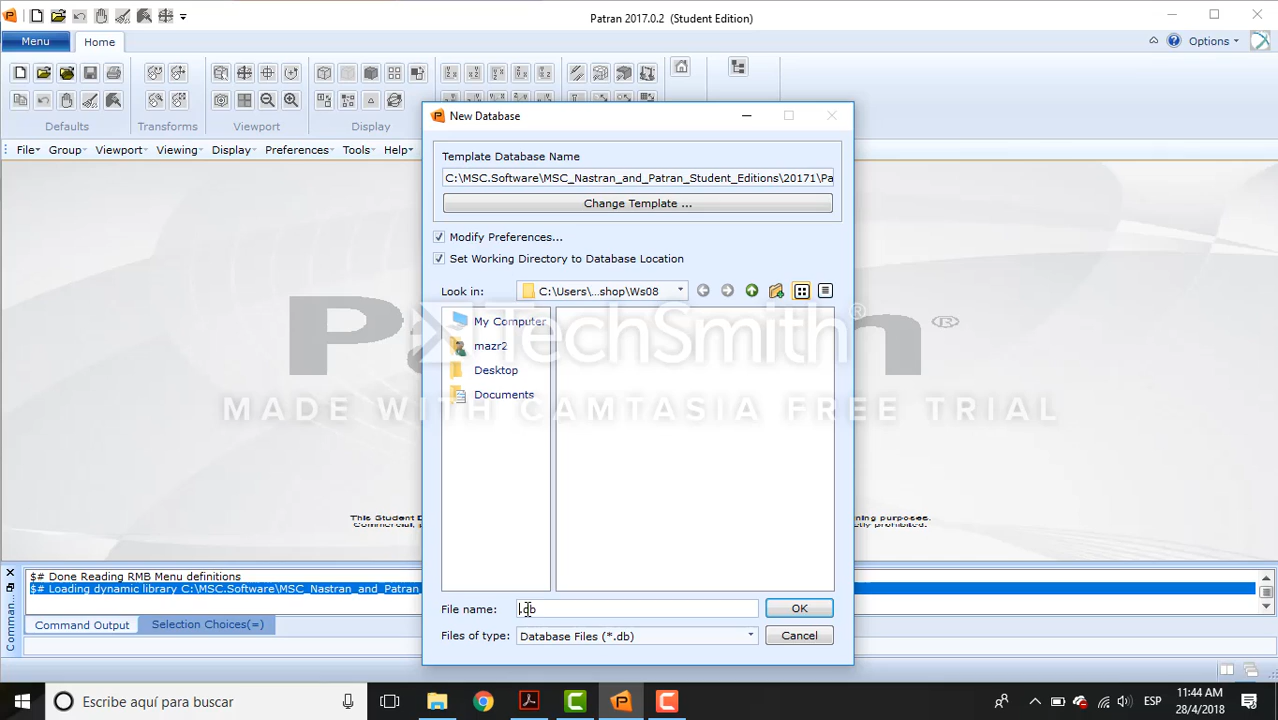 Patran 2017.0.2 (Student Edition)
Menu
Home
Options
Defaults
Transforms
Viewport
Display
File
Group
Viewport
Viewing
Display
Preferences
Tools
Help
New Database
Template Database Name
C:\MSC.Software\MSC_Nastran_and_Patran_Student_Editions\20171\Pa
Change Template ...
Modify Preferences...
Set Working Directory to Database Location
Look in:
C:\Users\...shop\Ws08
My Computer
mazr2
Desktop
Documents
TechSmith®
MADE WITH CAMTASIA FREE TRIAL
This Student
File name:
.db
OK
Files of type:
Database Files (*.db)
Cancel
$# Done Reading RMB Menu definitions
$# Loading dynamic library C:\MSC.Software\MSC_Nastran_and_Patran
Command Output
Selection Choices(=)
Escribe aquí para buscar
ESP
11:44 AM
28/4/2018